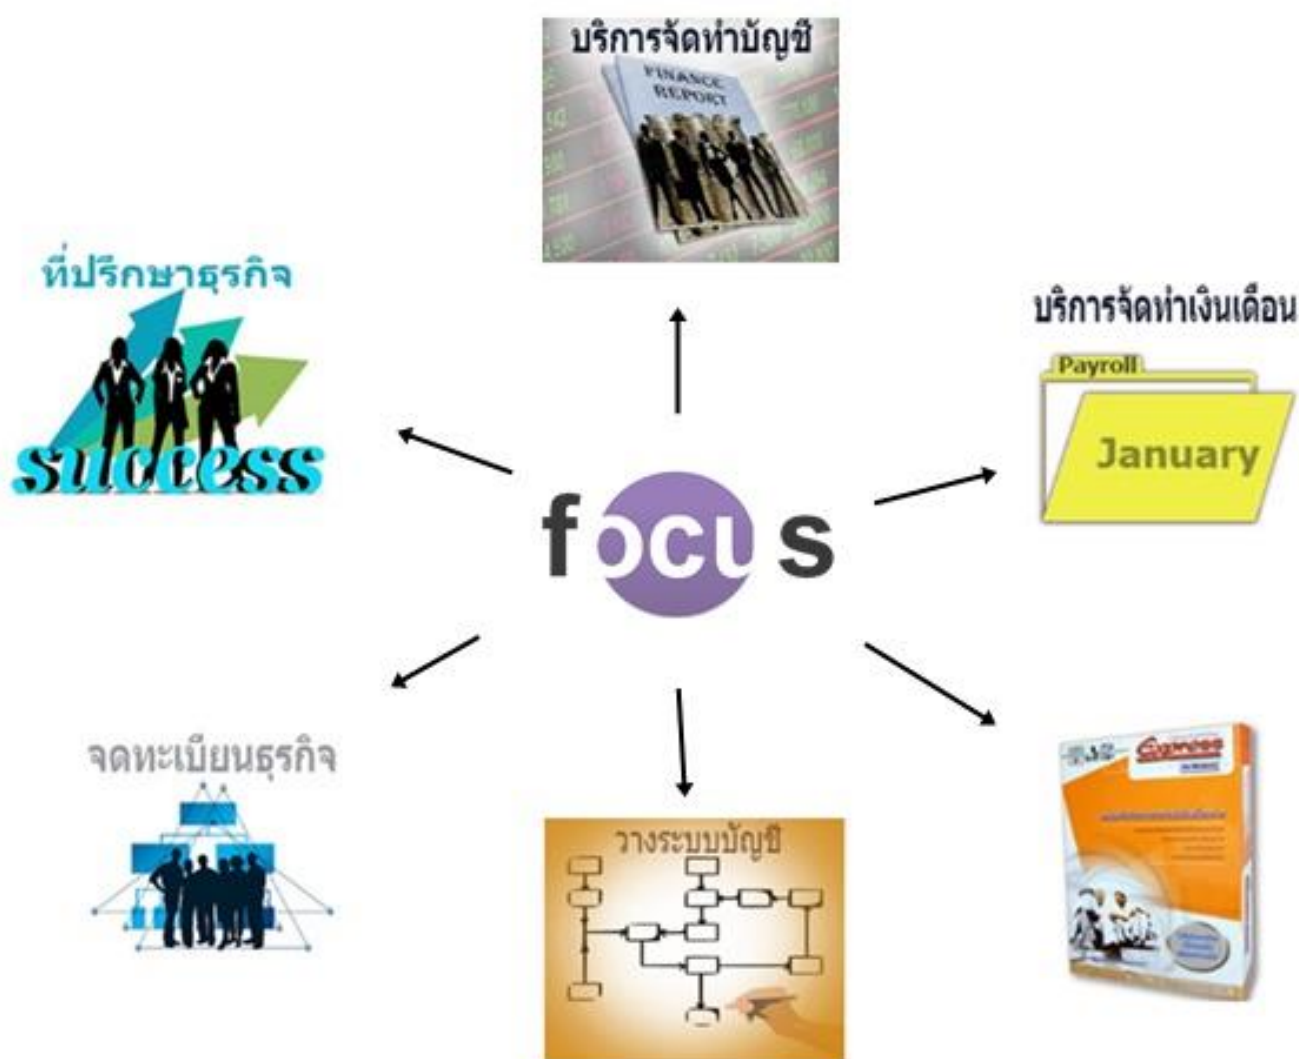 บริการจัดทำบัญชี
FINANCE
REPORT
ที่ปรึกษาธุรกิจ
success
บริการจัดทำเงินเดือน
Payroll
January
focus
จดทะเบียนธุรกิจ
วางระบบบัญชี
Express